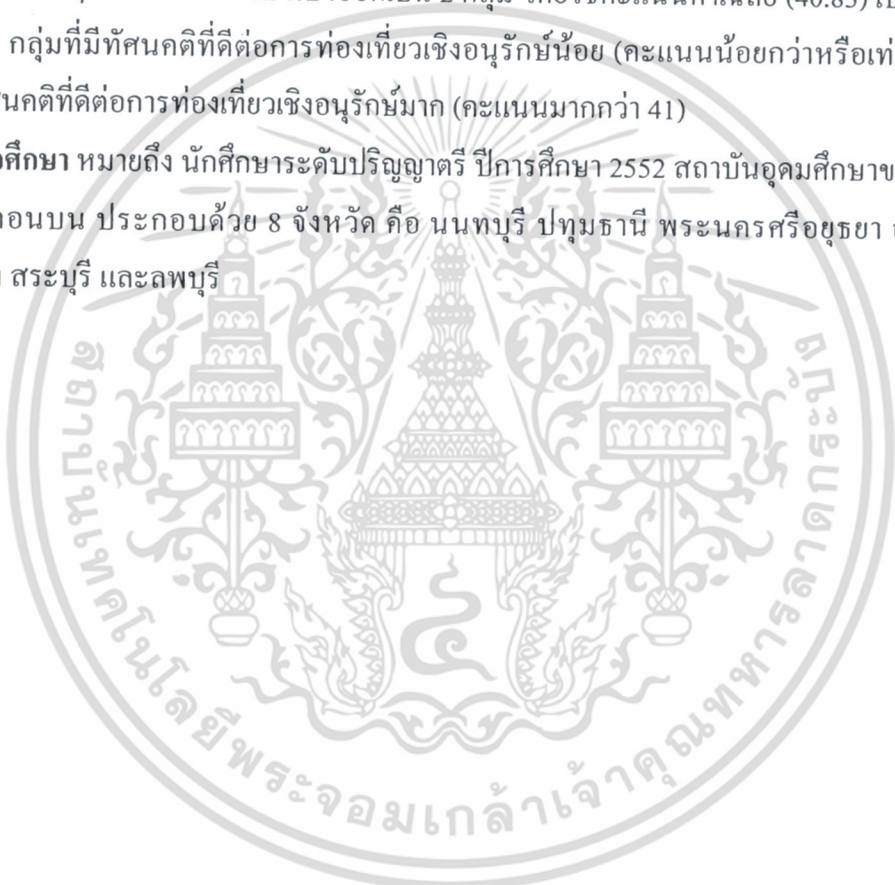 กลุ่มที่มีทัศนคติที่ดีต่อการท่องเที่ยวเชิงอนุรักษ์น้อย (คะแนนน้อยกว่าหรือเท่
นคติที่ดีต่อการท่องเที่ยวเชิงอนุรักษ์มาก (คะแนนมากกว่า 41)
ศึกษา หมายถึง นักศึกษาระดับปริญญาตรี ปีการศึกษา 2552 สถาบันอุดมศึกษาข
อนบน ประกอบด้วย 8 จังหวัด คือ นนทบุรี ปทุมธานี พระนครศรีอยุธยา
สระบุรี และลพบุรี
สถาบันเทคโนโลยีพระจอมเกล้าเจ้าคุณทหารลาดกระบัง